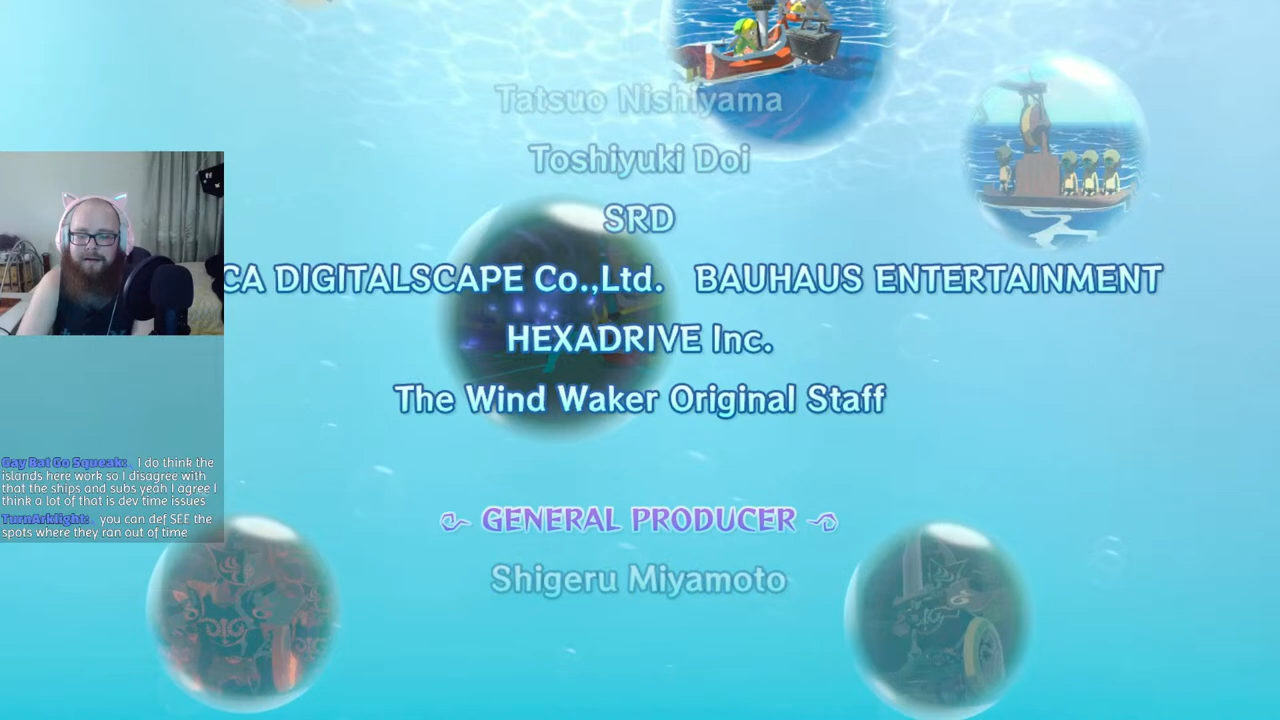 Tatsuo Nishiyama
Toshiyuki Doi
SRD
CA DIGITALSCAPE Co.,Ltd. BAUHAUS ENTERTAINMENT
HEXADRIVE Inc.
The Wind Waker Original Staff
GENERAL PRODUCER
Shigeru Miyamoto
Gay Bat Go Squeak: I do think the
islands here work so I disagree with
that the ships and subs yeah I agree I
think a lot of that is dev time issues
TurnArklight: you can def SEE the
spots where they ran out of time